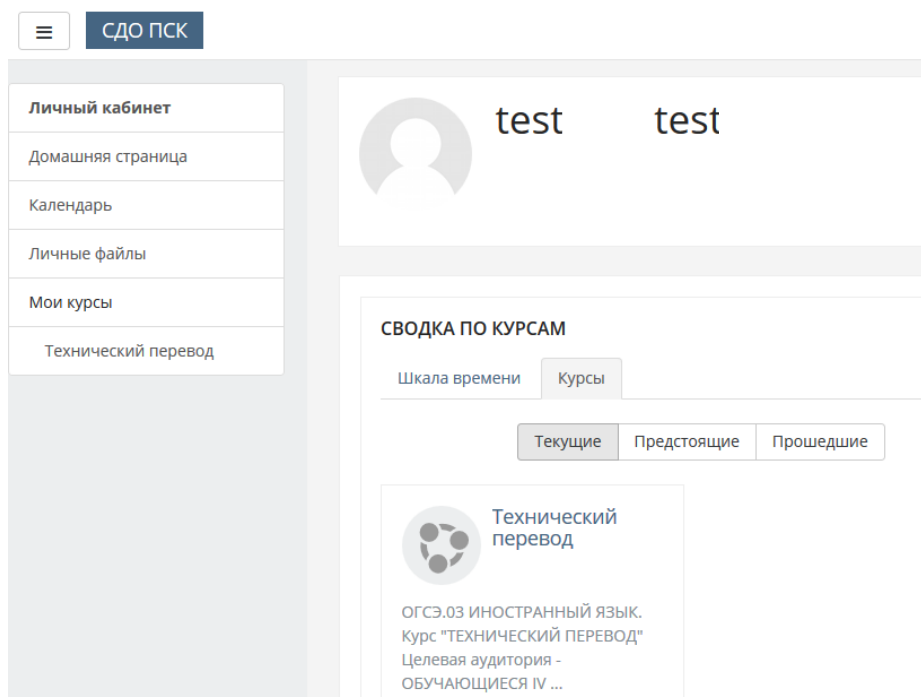 СДО ПСК
Личный кабинет
Домашняя страница
Календарь
Личные файлы
Мои курсы
Технический перевод
test test
СВОДКА ПО КУРСАМ
Шкала времени Курсы
Текущие Предстоящие Прошедшие
Технический
перевод
ОГСЭ.03 ИНОСТРАННЫЙ ЯЗЫК.
Курс "ТЕХНИЧЕСКИЙ ПЕРЕВОД"
Целевая аудитория -
ОБУЧАЮЩИЕСЯ IV ...